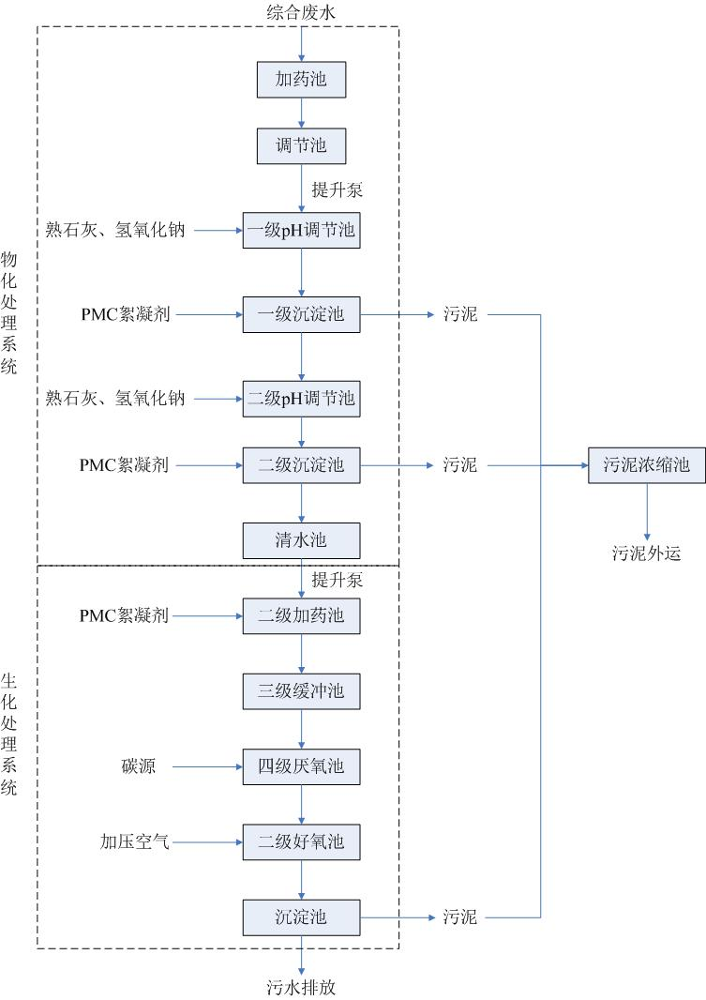 综合废水
加药池
调节池
提升泵
熟石灰、氢氧化钠
一级pH调节池
物化处理系统
PMC絮凝剂
一级沉淀池
污泥
熟石灰、氢氧化钠
二级pH调节池
PMC絮凝剂
二级沉淀池
污泥
污泥浓缩池
清水池
污泥外运
提升泵
PMC絮凝剂
二级加药池
生化处理系统
三级缓冲池
碳源
四级厌氧池
加压空气
二级好氧池
沉淀池
污泥
污水排放